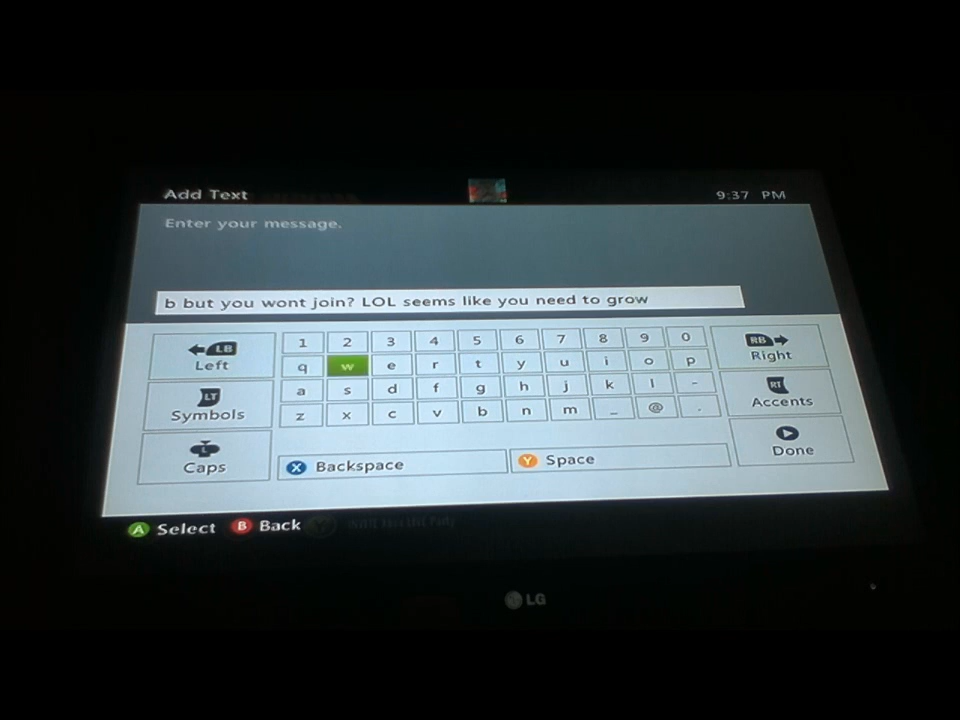 Add Text
9:37 PM
Enter your message.
b but you wont join? LOL seems like you need to grow
LB
Left
1 2 3 4 5 6 7 8 9 0
RB
Right
q w e r t y u i o p
LT
Symbols
a s d f g h j k l -
RT
Accents
z x c v b n m _ @ .
L
Caps
X Backspace
Y Space
Done
A Select B Back Y
LG